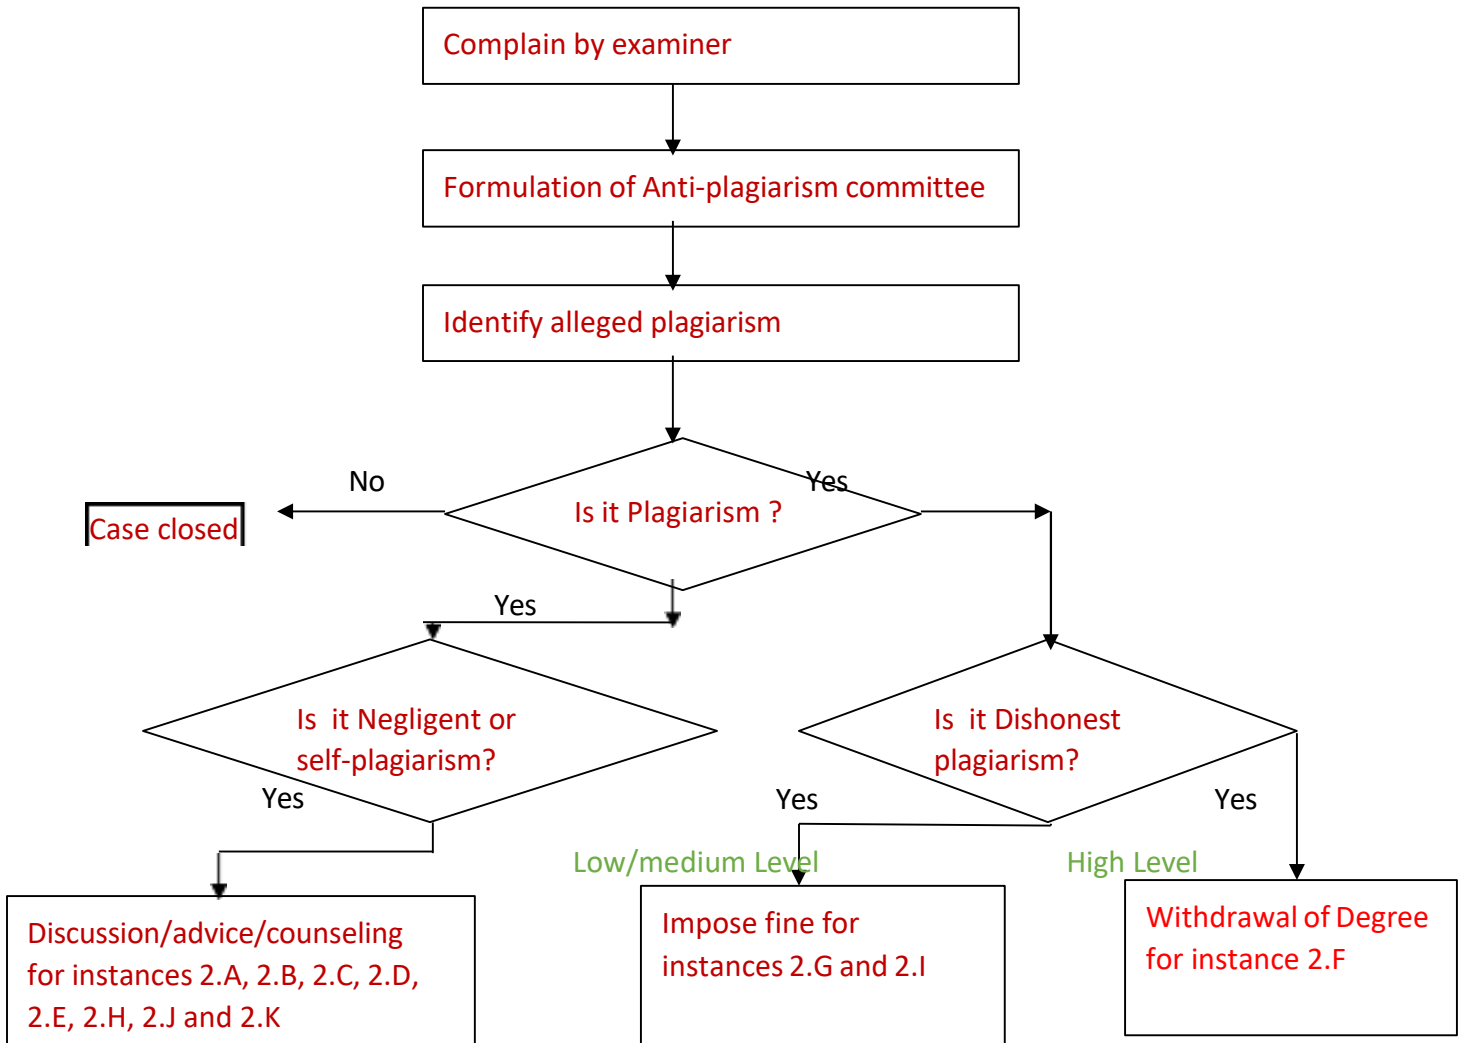 Complain by examiner
Formulation of Anti-plagiarism committee
Identify alleged plagiarism
No
Yes
Is it Plagiarism ?
Case closed
Yes
Is it Negligent or
self-plagiarism?
Is it Dishonest
plagiarism?
Yes
Yes
Yes
Low/medium Level
High Level
Discussion/advice/counseling
for instances 2.A, 2.B, 2.C, 2.D,
2.E, 2.H, 2.J and 2.K
Impose fine for
instances 2.G and 2.I
Withdrawal of Degree
for instance 2.F